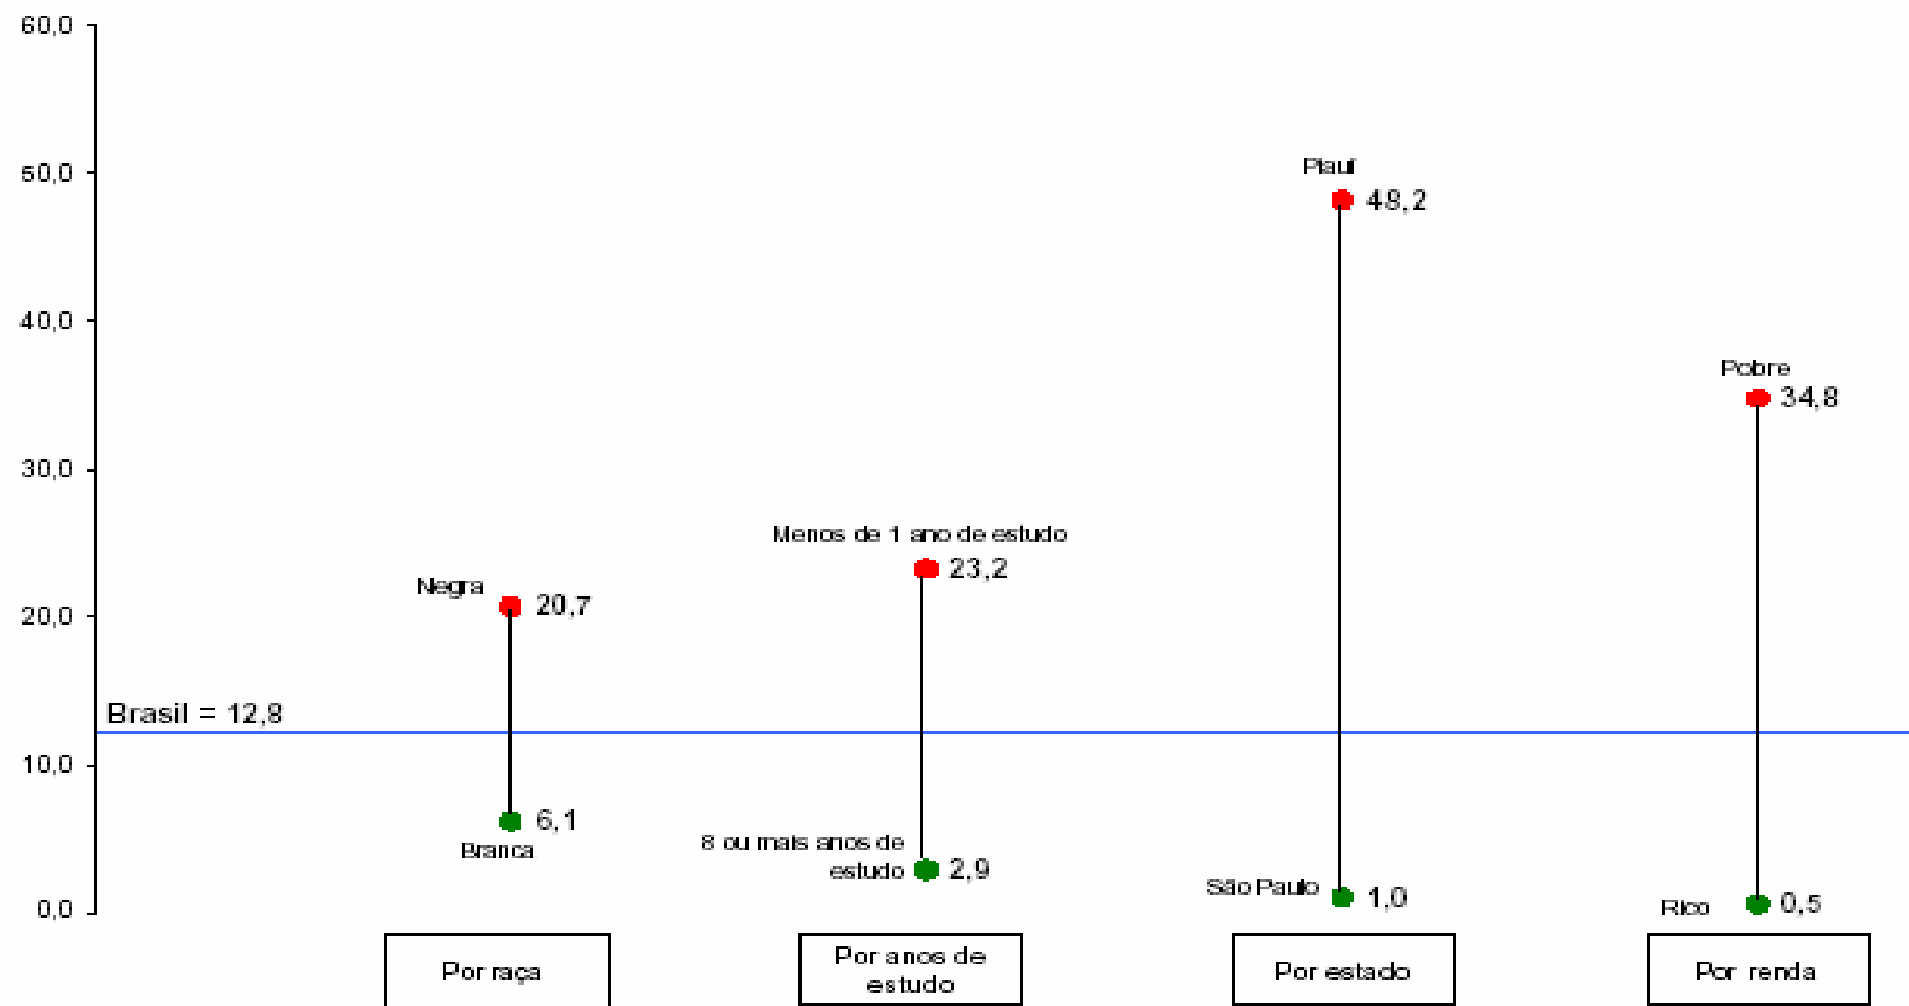 60,0
50,0
40,0
30,0
20,0
10,0
0,0
Brasil = 12,8
Negra
20,7
6,1
Branca
Menos de 1 ano de estudo
23,2
8 ou mais anos de
estudo
2,9
Piauí
48,2
São Paulo
1,0
Pobre
34,8
Rico
0,5
Por raça
Por anos de
estudo
Por estado
Por renda